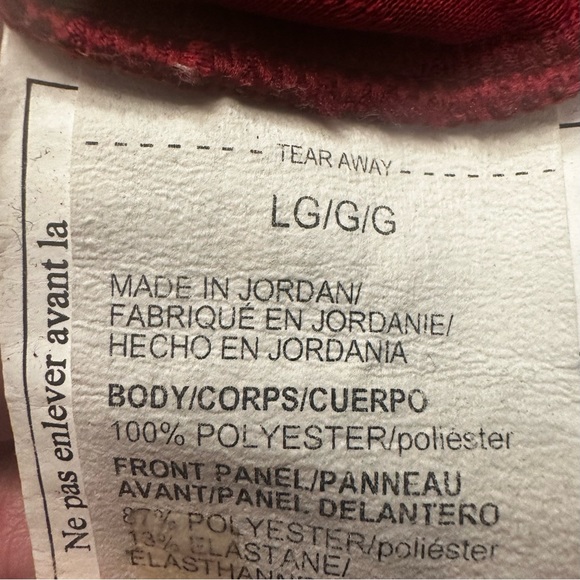 TEAR AWAY
LG/G/G
MADE IN JORDAN/
FABRIQUÉ EN JORDANIE/
HECHO EN JORDANIA
BODY/CORPS/CUERPO
100% POLYESTER/poliéster
FRONT PANEL/PANNEAU
AVANT/PANEL DELANTERO
87% POLYESTER/poliéster
13% ELASTANE/
ÉLASTHANNE/
Ne pas enlever avant la